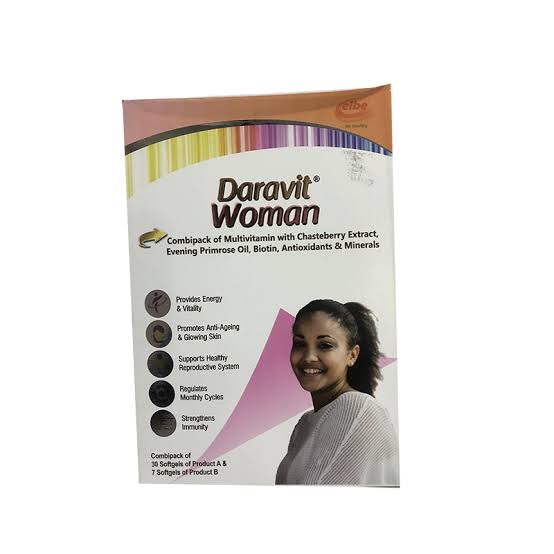 elbe
Daravit®
Woman
Combipack of Multivitamin with Chasteberry Extract,
Evening Primrose Oil, Biotin, Antioxidants & Minerals
Provides Energy
& Vitality
Promotes Anti-Ageing
& Glowing Skin
Supports Healthy
Reproductive System
Regulates
Monthly Cycles
Strengthens
Immunity
Combipack of
30 Softgels of Product A &
7 Softgels of Product B